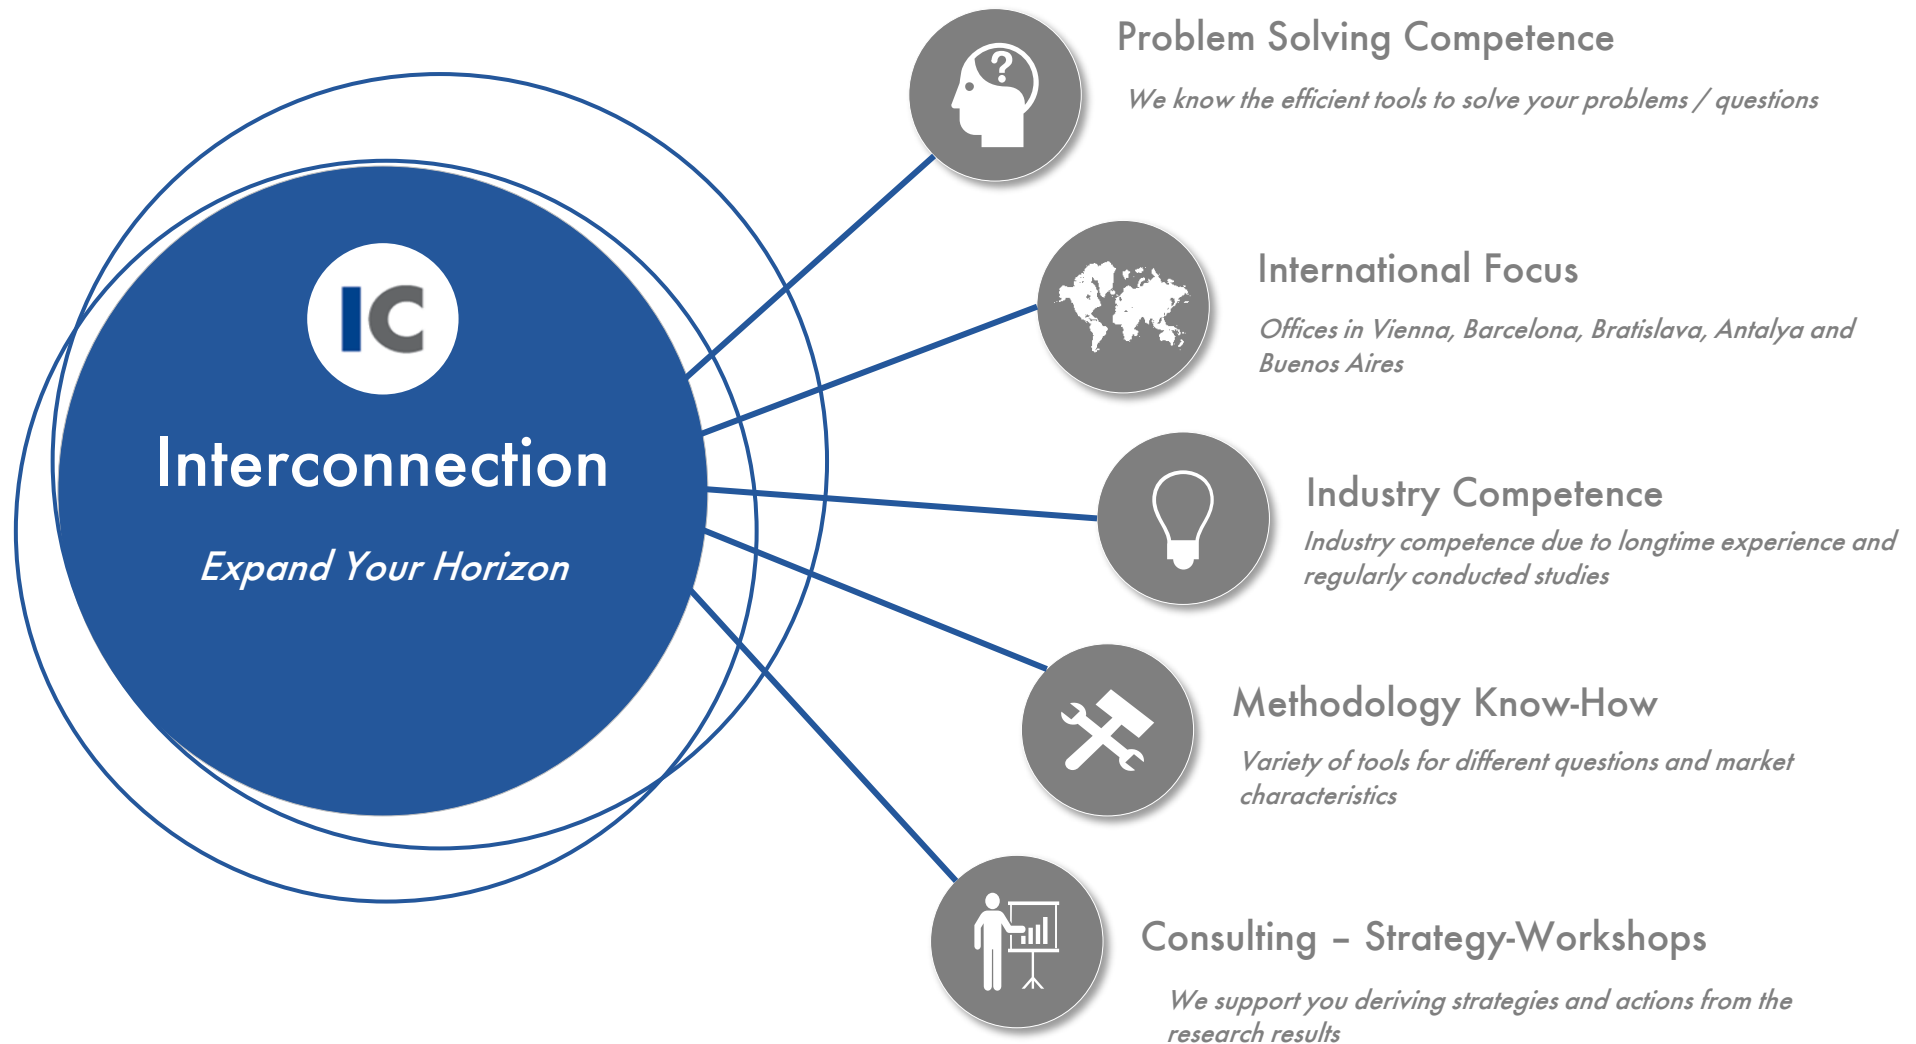 IC
Interconnection
Expand Your Horizon
?
Problem Solving Competence
We know the efficient tools to solve your problems / questions
International Focus
Offices in Vienna, Barcelona, Bratislava, Antalya and
Buenos Aires
Industry Competence
Industry competence due to longtime experience and
regularly conducted studies
Methodology Know-How
Variety of tools for different questions and market
characteristics
Consulting – Strategy-Workshops
We support you deriving strategies and actions from the
research results